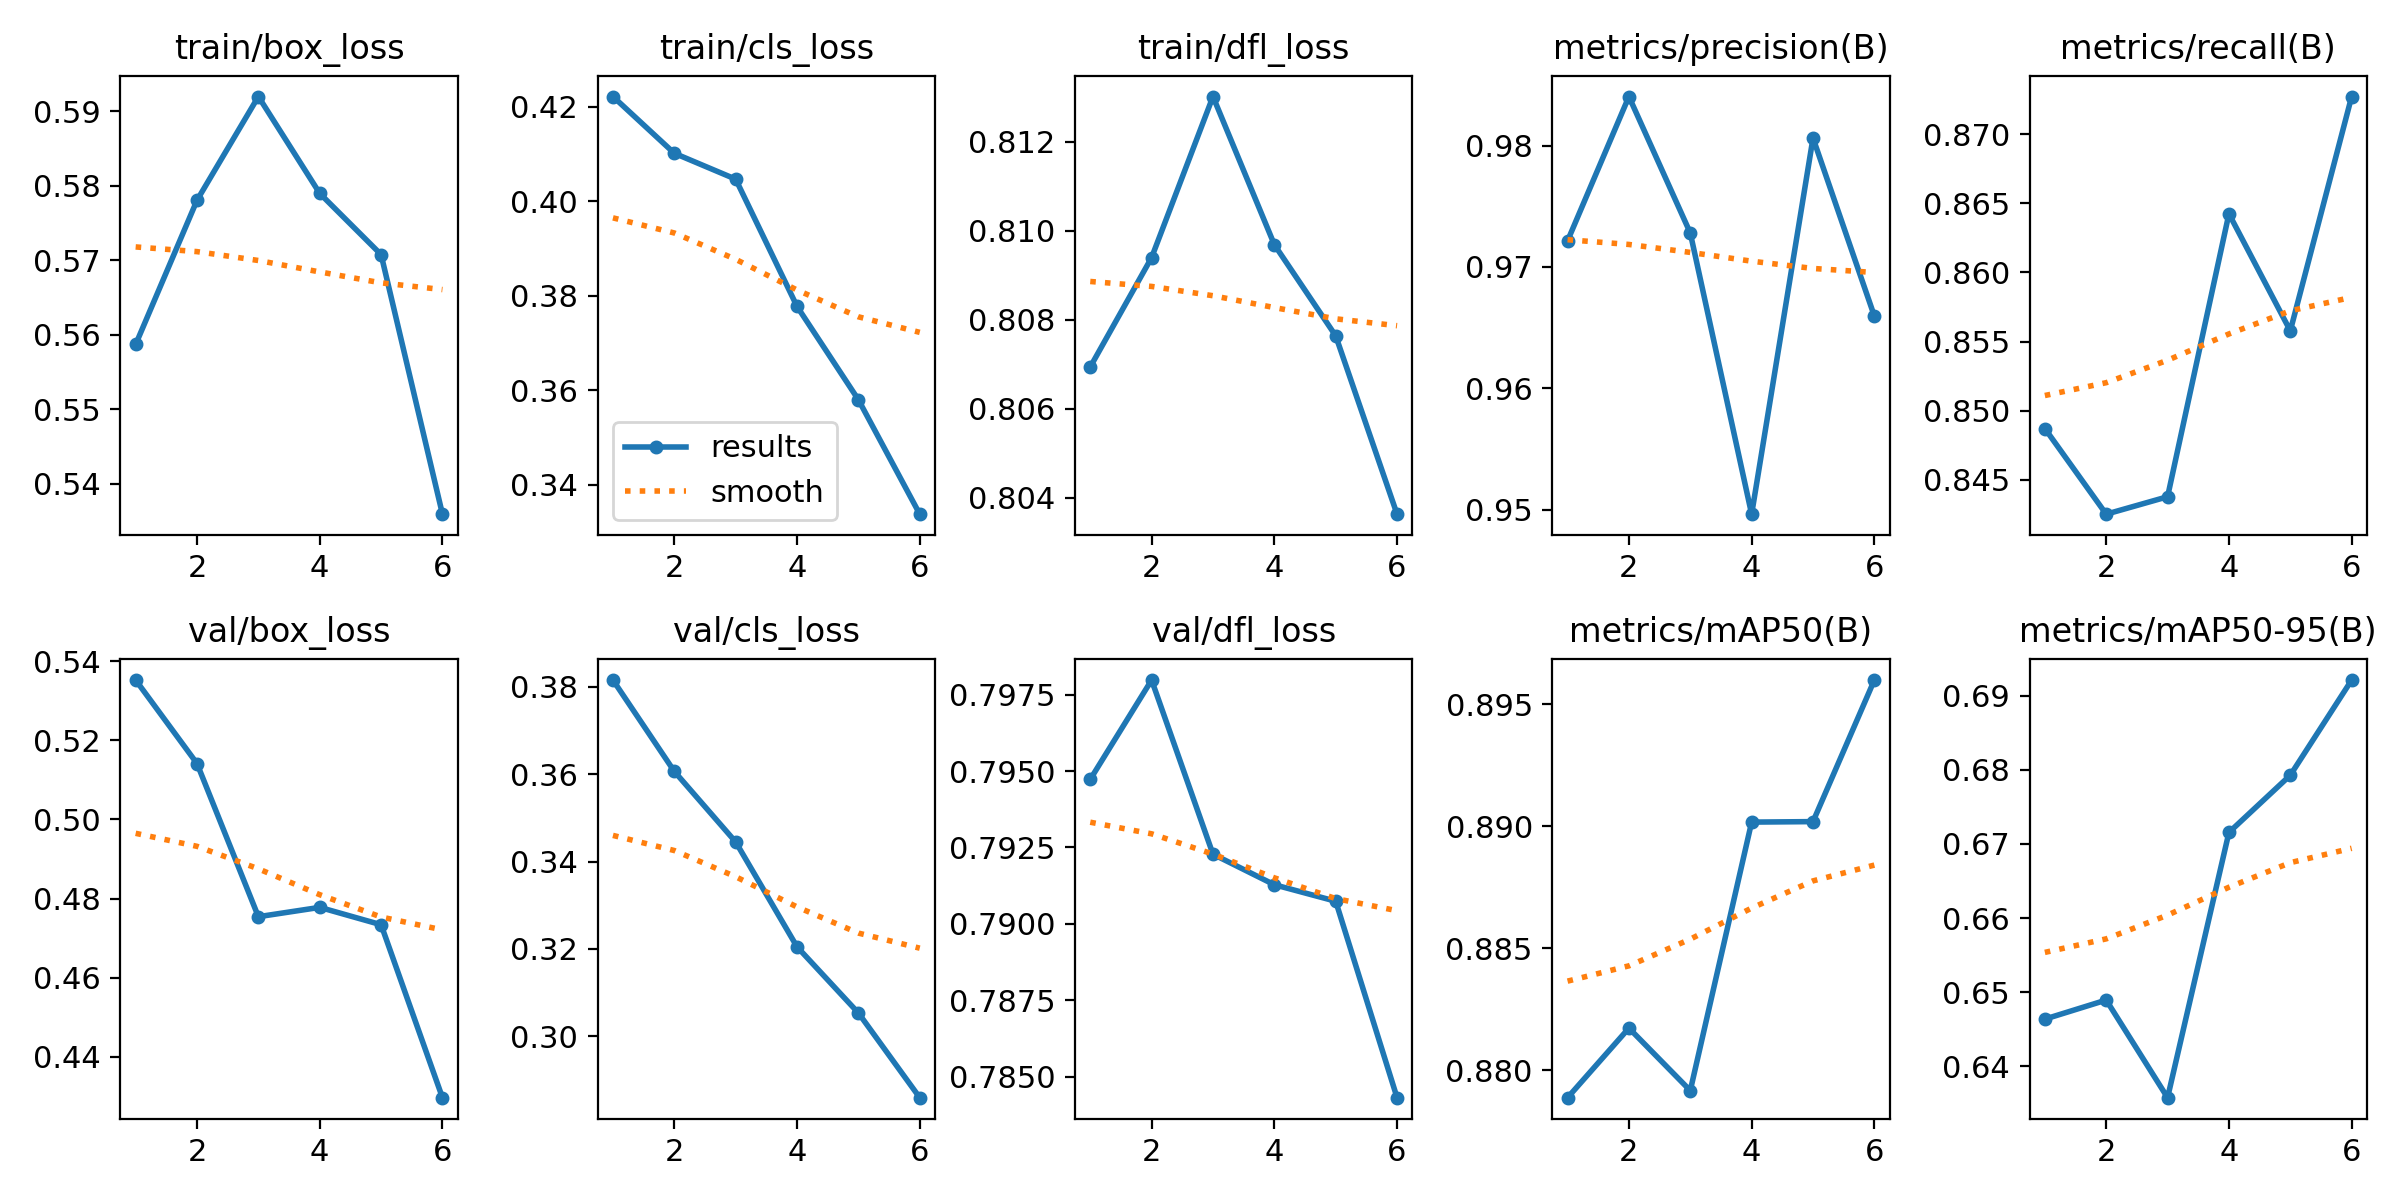 train/box_loss
0.59
0.58
0.57
0.56
0.55
0.54
2 4 6
train/cls_loss
0.42
0.40
0.38
0.36
0.34
results
smooth
2 4 6
train/dfl_loss
0.812
0.810
0.808
0.806
0.804
2 4 6
metrics/precision(B)
0.98
0.97
0.96
0.95
2 4 6
metrics/recall(B)
0.870
0.865
0.860
0.855
0.850
0.845
2 4 6
val/box_loss
0.54
0.52
0.50
0.48
0.46
0.44
2 4 6
val/cls_loss
0.38
0.36
0.34
0.32
0.30
2 4 6
val/dfl_loss
0.7975
0.7950
0.7925
0.7900
0.7875
0.7850
2 4 6
metrics/mAP50(B)
0.895
0.890
0.885
0.880
2 4 6
metrics/mAP50-95(B)
0.69
0.68
0.67
0.66
0.65
0.64
2 4 6